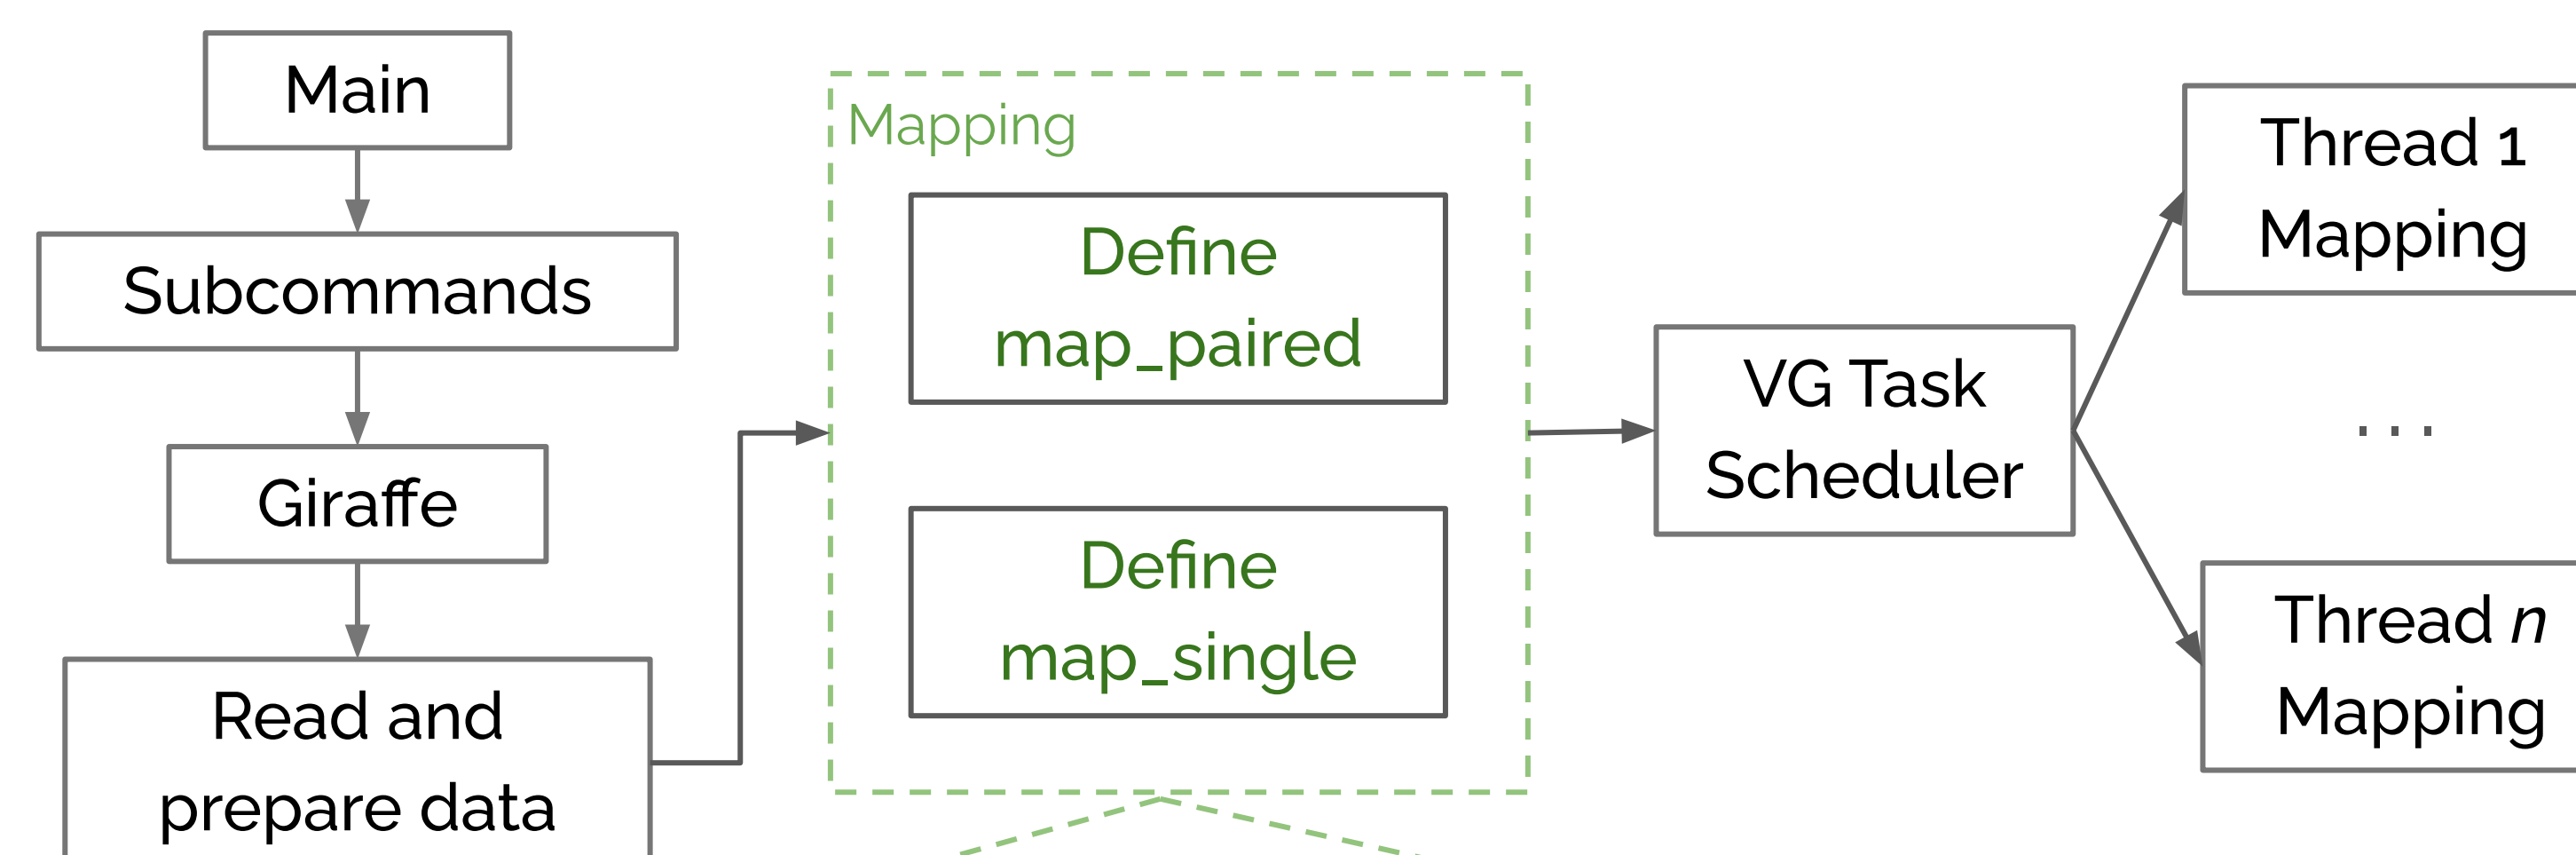 Main
Subcommands
Giraffe
Read and
prepare data
Mapping
Define
map_paired
Define
map_single
VG Task
Scheduler
Thread 1
Mapping
. . .
Thread n
Mapping